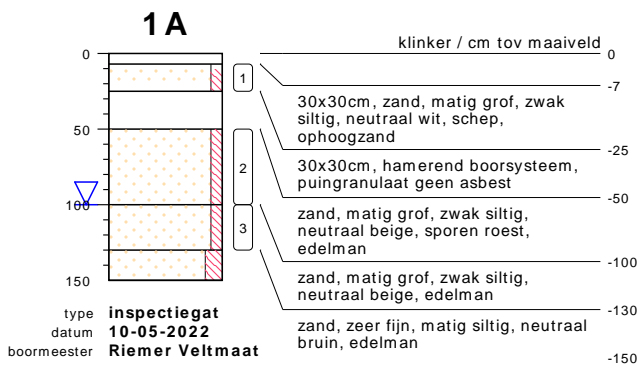 1A
klinker / cm tov maaiveld
0
0
-7
1
30x30cm, zand, matig grof, zwak
siltig, neutraal wit, schep,
ophoogzand
-25
50
30x30cm, hamerend boorsysteem,
puingranulaat geen asbest
-50
2
zand, matig grof, zwak siltig,
neutraal beige, sporen roest,
edelman
100
-100
3
zand, matig grof, zwak siltig,
neutraal beige, edelman
-130
150
zand, zeer fijn, matig siltig, neutraal
bruin, edelman
-150
type inspectiegat
datum 10-05-2022
boormeester Riemer Veltmaat